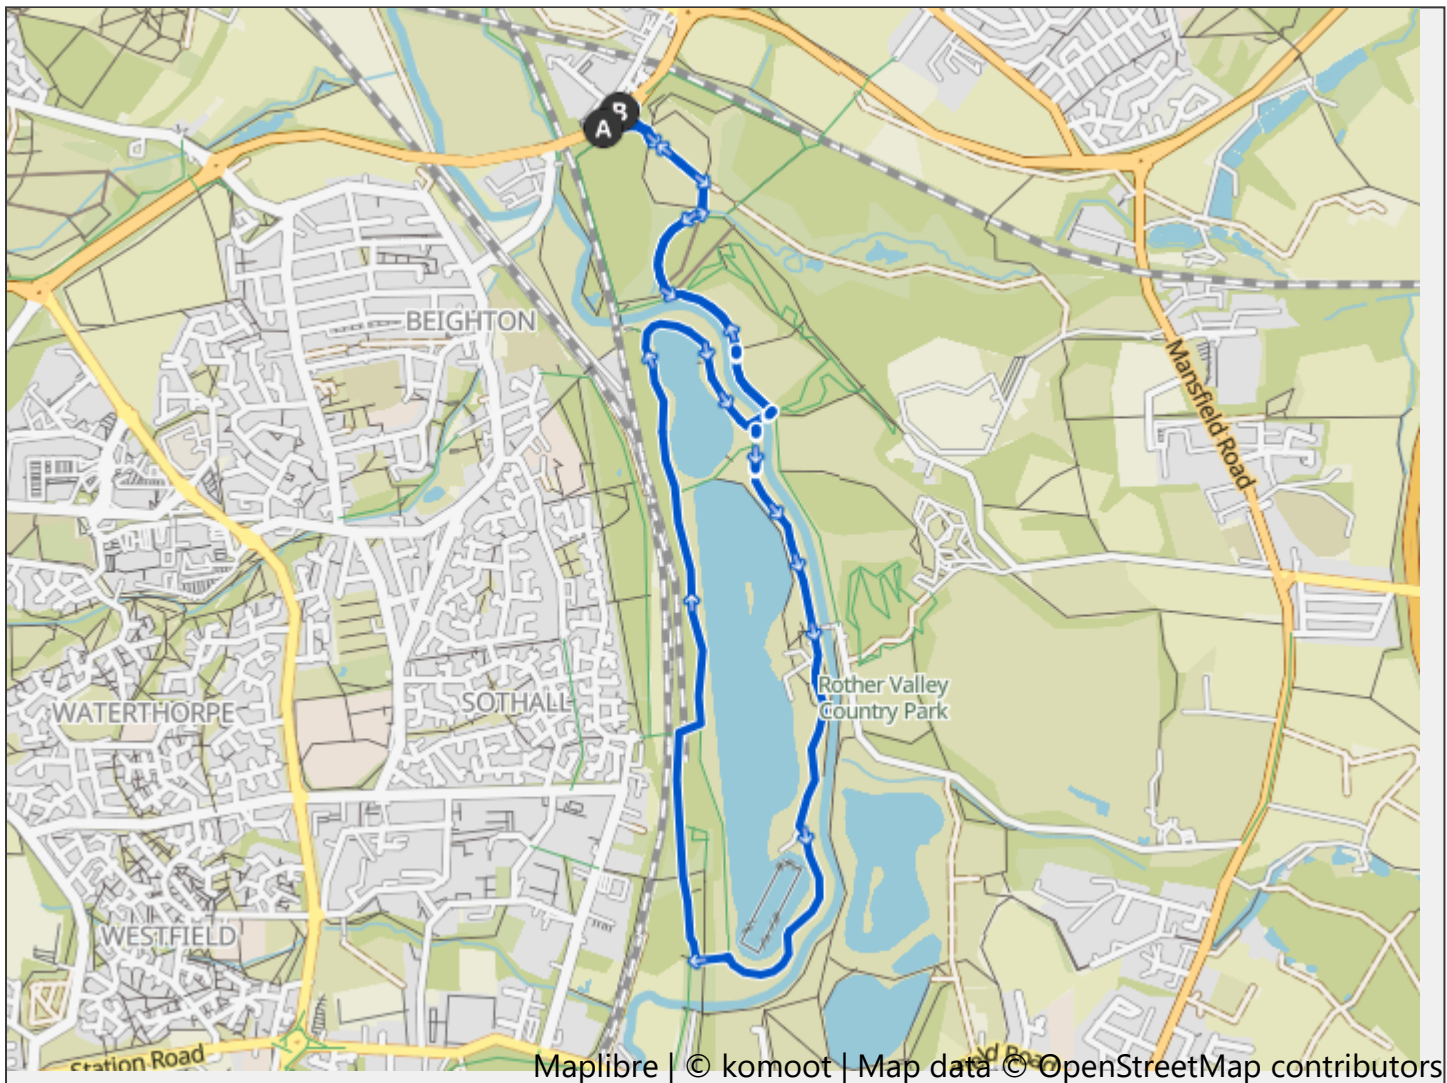 B
A
BEIGHTON
Mansfield Road
Rother Valley
Country Park
SOTHALL
WATERTHORPE
WESTFIELD
Station Road
Maplibre | © komoot | Map data © OpenStreetMap contributors